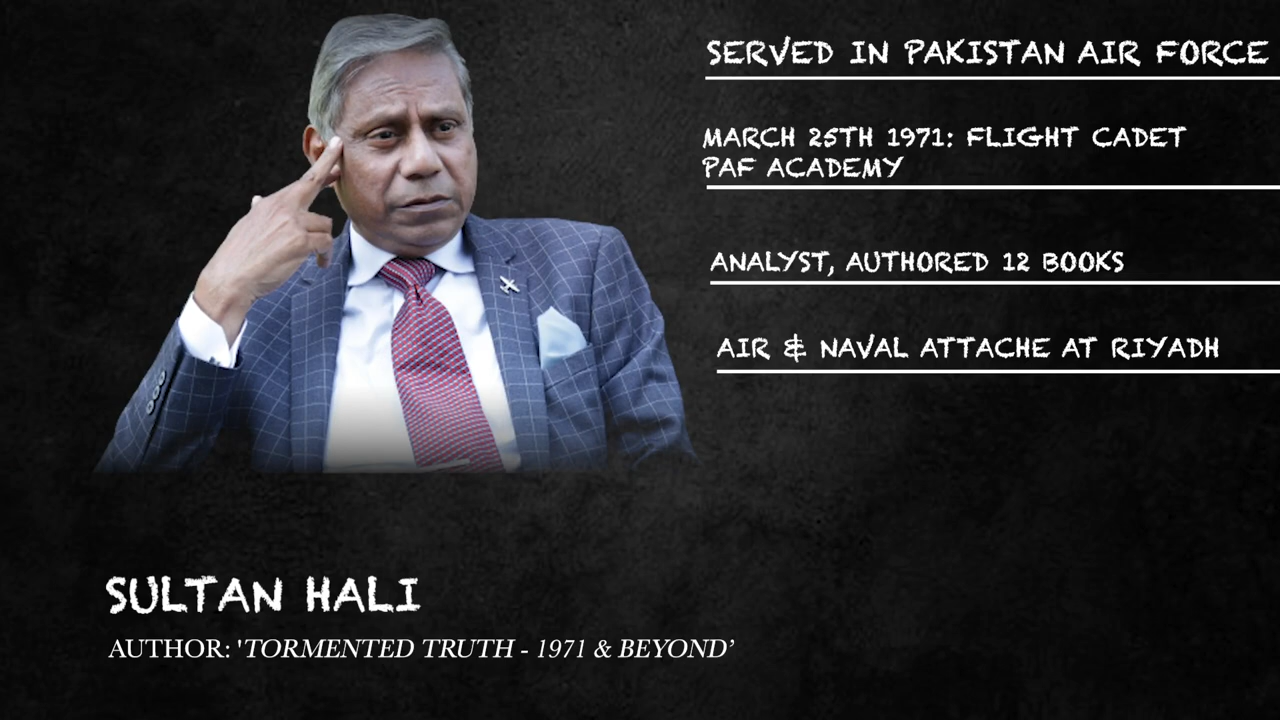 SERVED IN PAKISTAN AIR FORCE
MARCH 25TH 1971: FLIGHT CADET
PAF ACADEMY
ANALYST, AUTHORED 12 BOOKS
AIR & NAVAL ATTACHE AT RIYADH
SULTAN HALI
AUTHOR: 'TORMENTED TRUTH - 1971 & BEYOND’